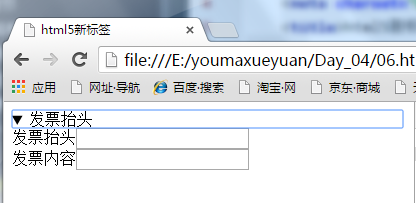 html5新标签
file:///E:/youmaxueyuan/Day_04/06.ht
应用 网址·导航 百度·搜索 淘宝·网 京东·商城 天
▼ 发票抬头
发票抬头
发票内容